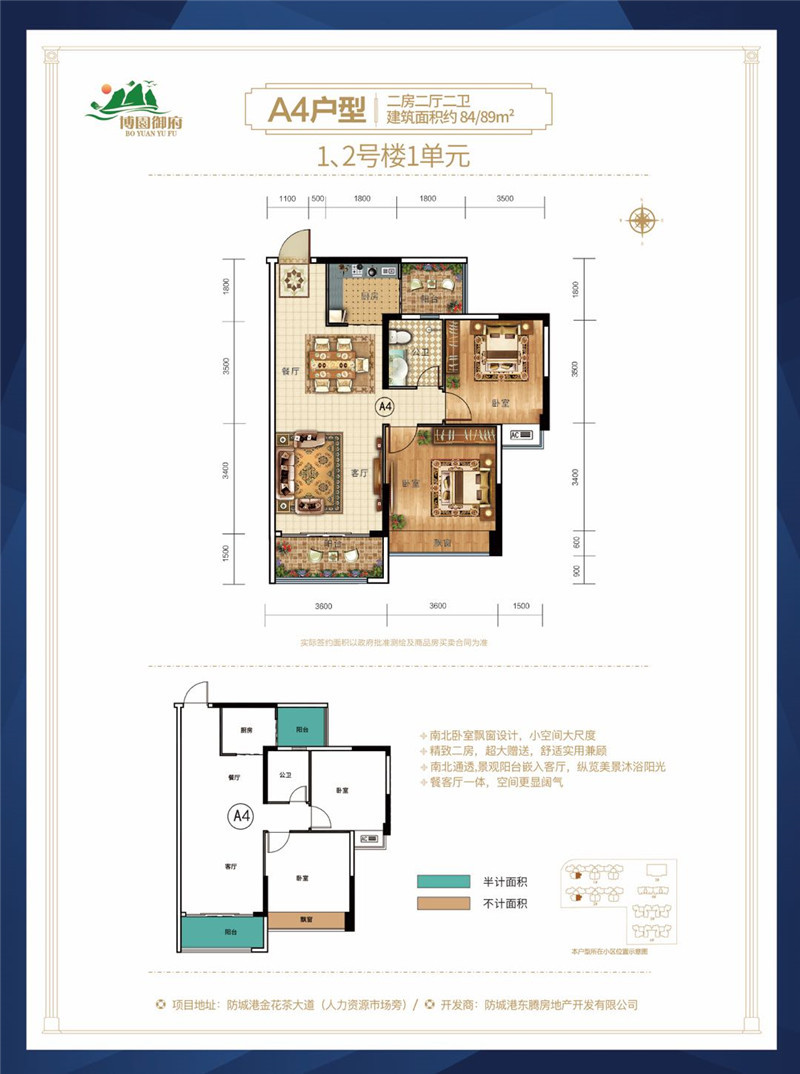 博園御府
BO YUAN YU FU
A4户型
二房二厅二卫
建筑面积约 84/89m²
1、2号楼1单元
1100 500 1800 1800 3500
1800
3500
3400
1500
厨房
阳台
餐厅
公卫
卧室
A4
AC
客厅
卧室
阳台
飘窗
1800
3500
3400
600
900
3600 3600 1500
实际签约面积以政府批准测绘及商品房买卖合同为准
厨房
阳台
餐厅
公卫
卧室
A4
AC
客厅
卧室
阳台
飘窗
南北卧室飘窗设计，小空间大尺度
精致二房，超大赠送，舒适实用兼顾
南北通透,景观阳台嵌入客厅，纵览美景沐浴阳光
餐客厅一体，空间更显阔气
半计面积
不计面积
本户型所在小区位置示意图
项目地址：防城港金花茶大道（人力资源市场旁）/ 开发商：防城港东腾房地产开发有限公司